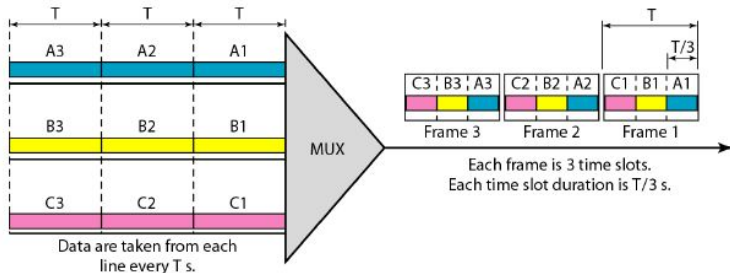 T T T
A3 A2 A1
B3 B2 B1
C3 C2 C1
Data are taken from each
line every T s.
MUX
T
T/3
C3 B3 A3 C2 B2 A2 C1 B1 A1
Frame 3 Frame 2 Frame 1
Each frame is 3 time slots.
Each time slot duration is T/3 s.